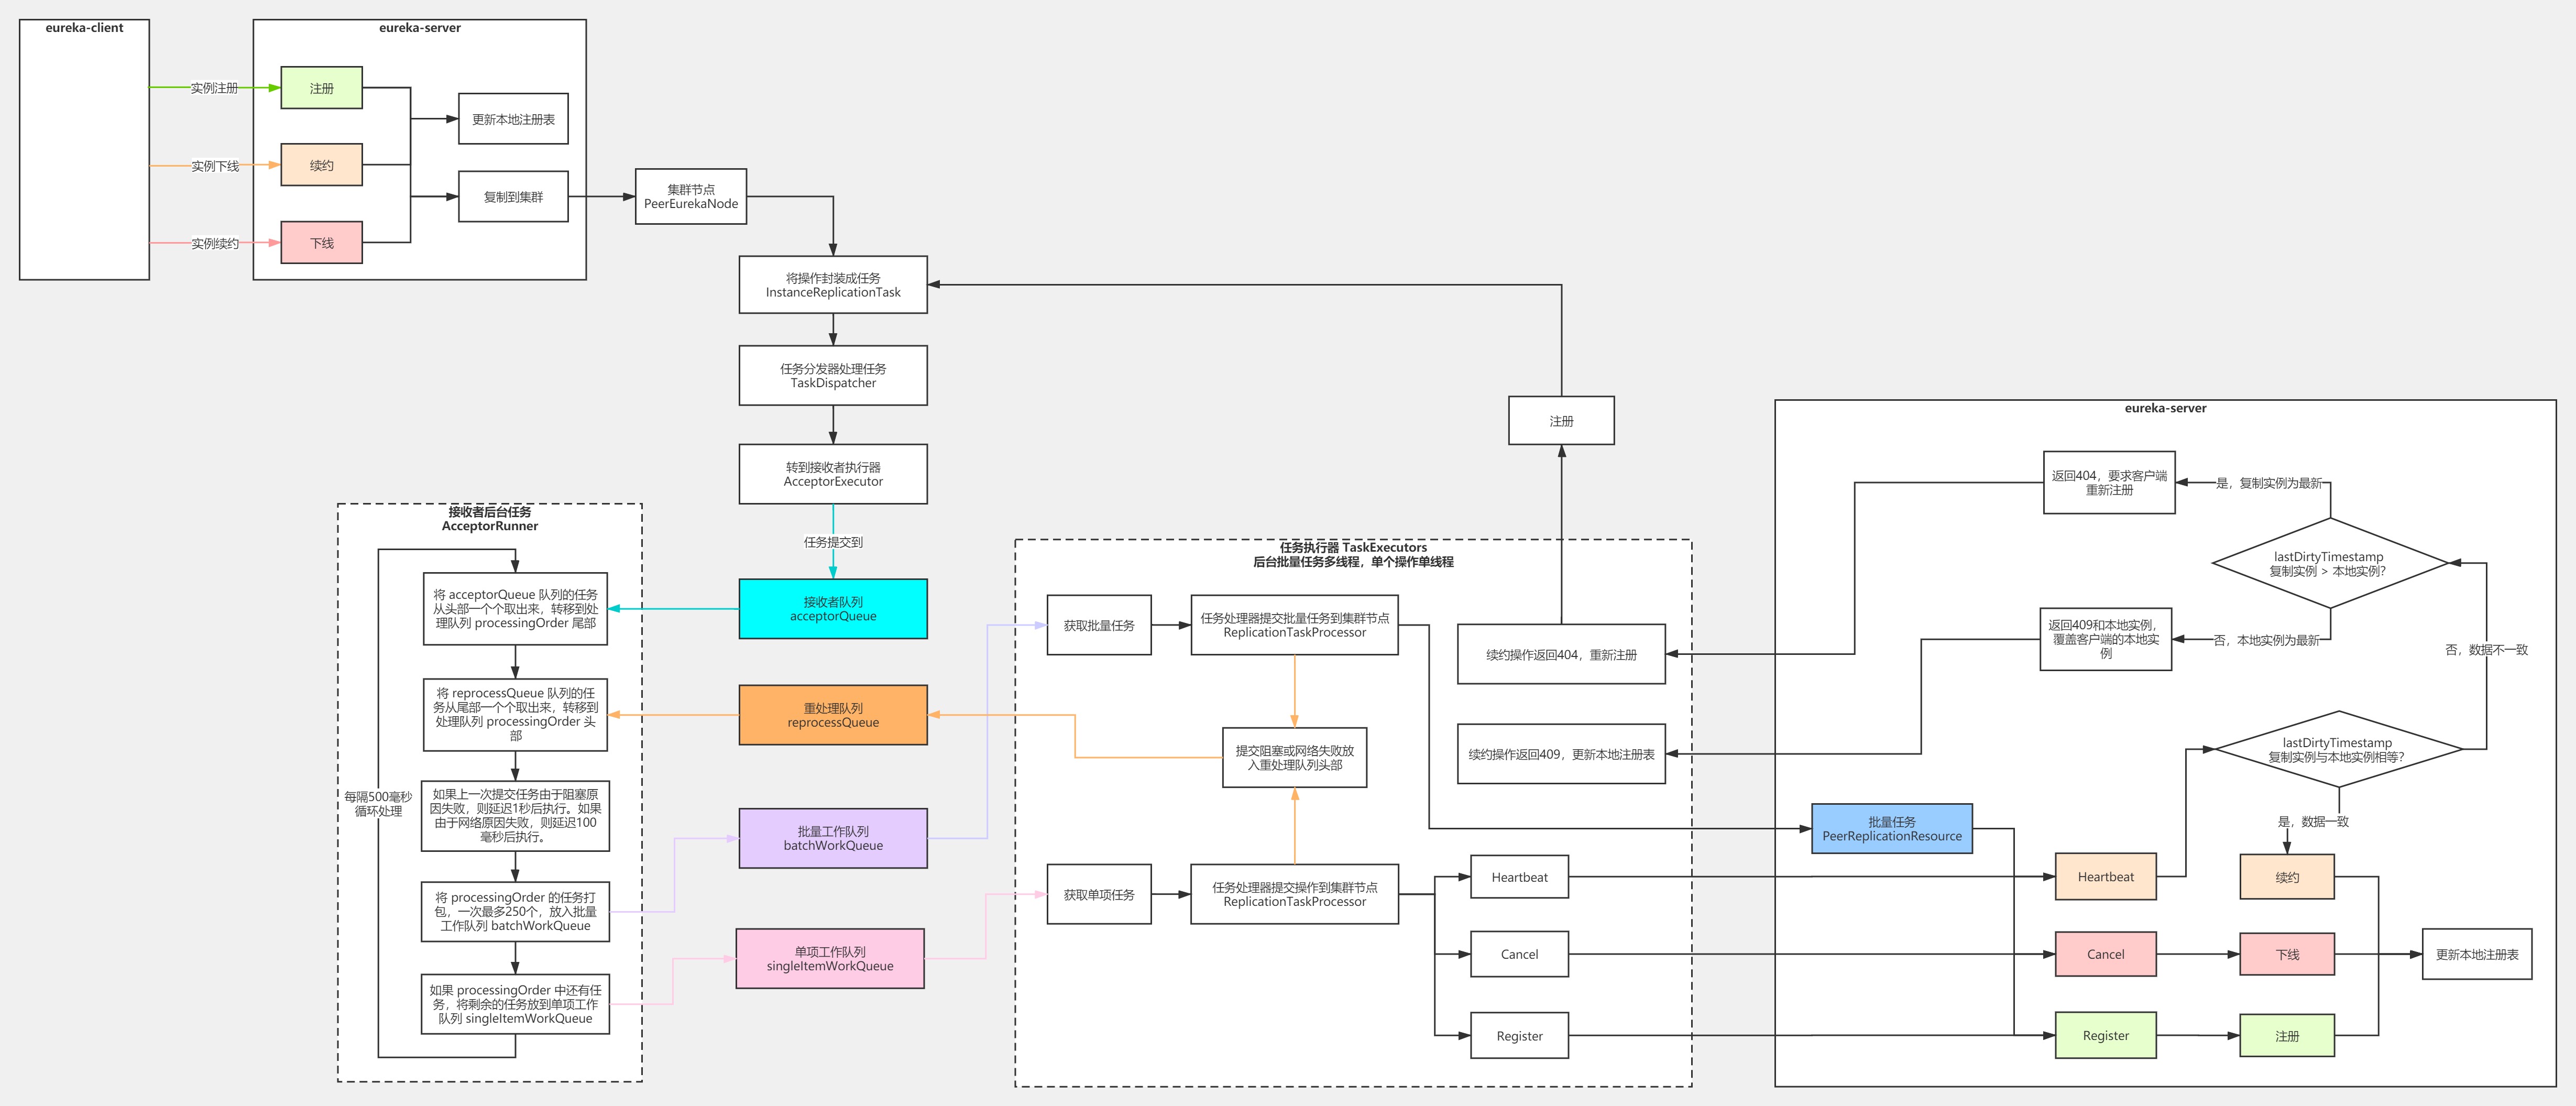 eureka-client
eureka-server
实例注册
注册
更新本地注册表
实例下线
续约
复制到集群
实例续约
下线
集群节点
PeerEurekaNode
将操作封装成任务
InstanceReplicationTask
任务分发器处理任务
TaskDispatcher
转到接收者执行器
AcceptorExecutor
任务提交到
接收者队列
acceptorQueue
重处理队列
reprocessQueue
批量工作队列
batchWorkQueue
单项工作队列
singleItemWorkQueue
接收者后台任务
AcceptorRunner
将 acceptorQueue 队列的任务
从头部一个个取出来，转移到处
理队列 processingOrder 尾部
将 reprocessQueue 队列的任
务从尾部一个个取出来，转移到
处理队列 processingOrder 头
部
每隔500毫秒
循环处理
如果上一次提交任务由于阻塞原
因失败，则延迟1秒后执行。如果
由于网络原因失败，则延迟100
毫秒后执行。
将 processingOrder 的任务打
包，一次最多250个，放入批量
工作队列 batchWorkQueue
如果 processingOrder 中还有任
务，将剩余的任务放到单项工作
队列 singleItemWorkQueue
任务执行器 TaskExecutors
后台批量任务多线程，单个操作单线程
获取批量任务
任务处理器提交批量任务到集群节点
ReplicationTaskProcessor
提交阻塞或网络失败放
入重处理队列头部
获取单项任务
任务处理器提交操作到集群节点
ReplicationTaskProcessor
注册
续约操作返回404，重新注册
续约操作返回409，更新本地注册表
Heartbeat
Cancel
Register
eureka-server
返回404，要求客户端
重新注册
是，复制实例为最新
lastDirtyTimestamp
复制实例 > 本地实例?
返回409和本地实例，
覆盖客户端的本地实
例
否，本地实例为最新
否，数据不一致
lastDirtyTimestamp
复制实例与本地实例相等?
是，数据一致
批量任务
PeerReplicationResource
Heartbeat
续约
Cancel
下线
更新本地注册表
Register
注册